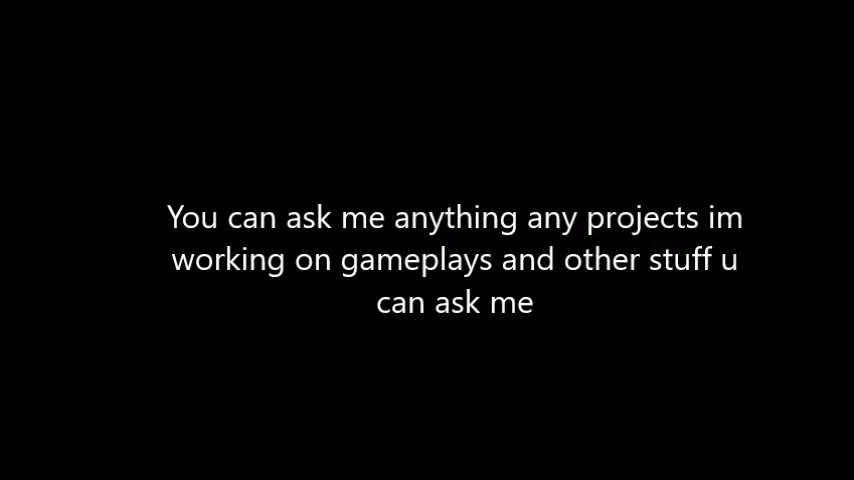 You can ask me anything any projects im
working on gameplays and other stuff u
can ask me